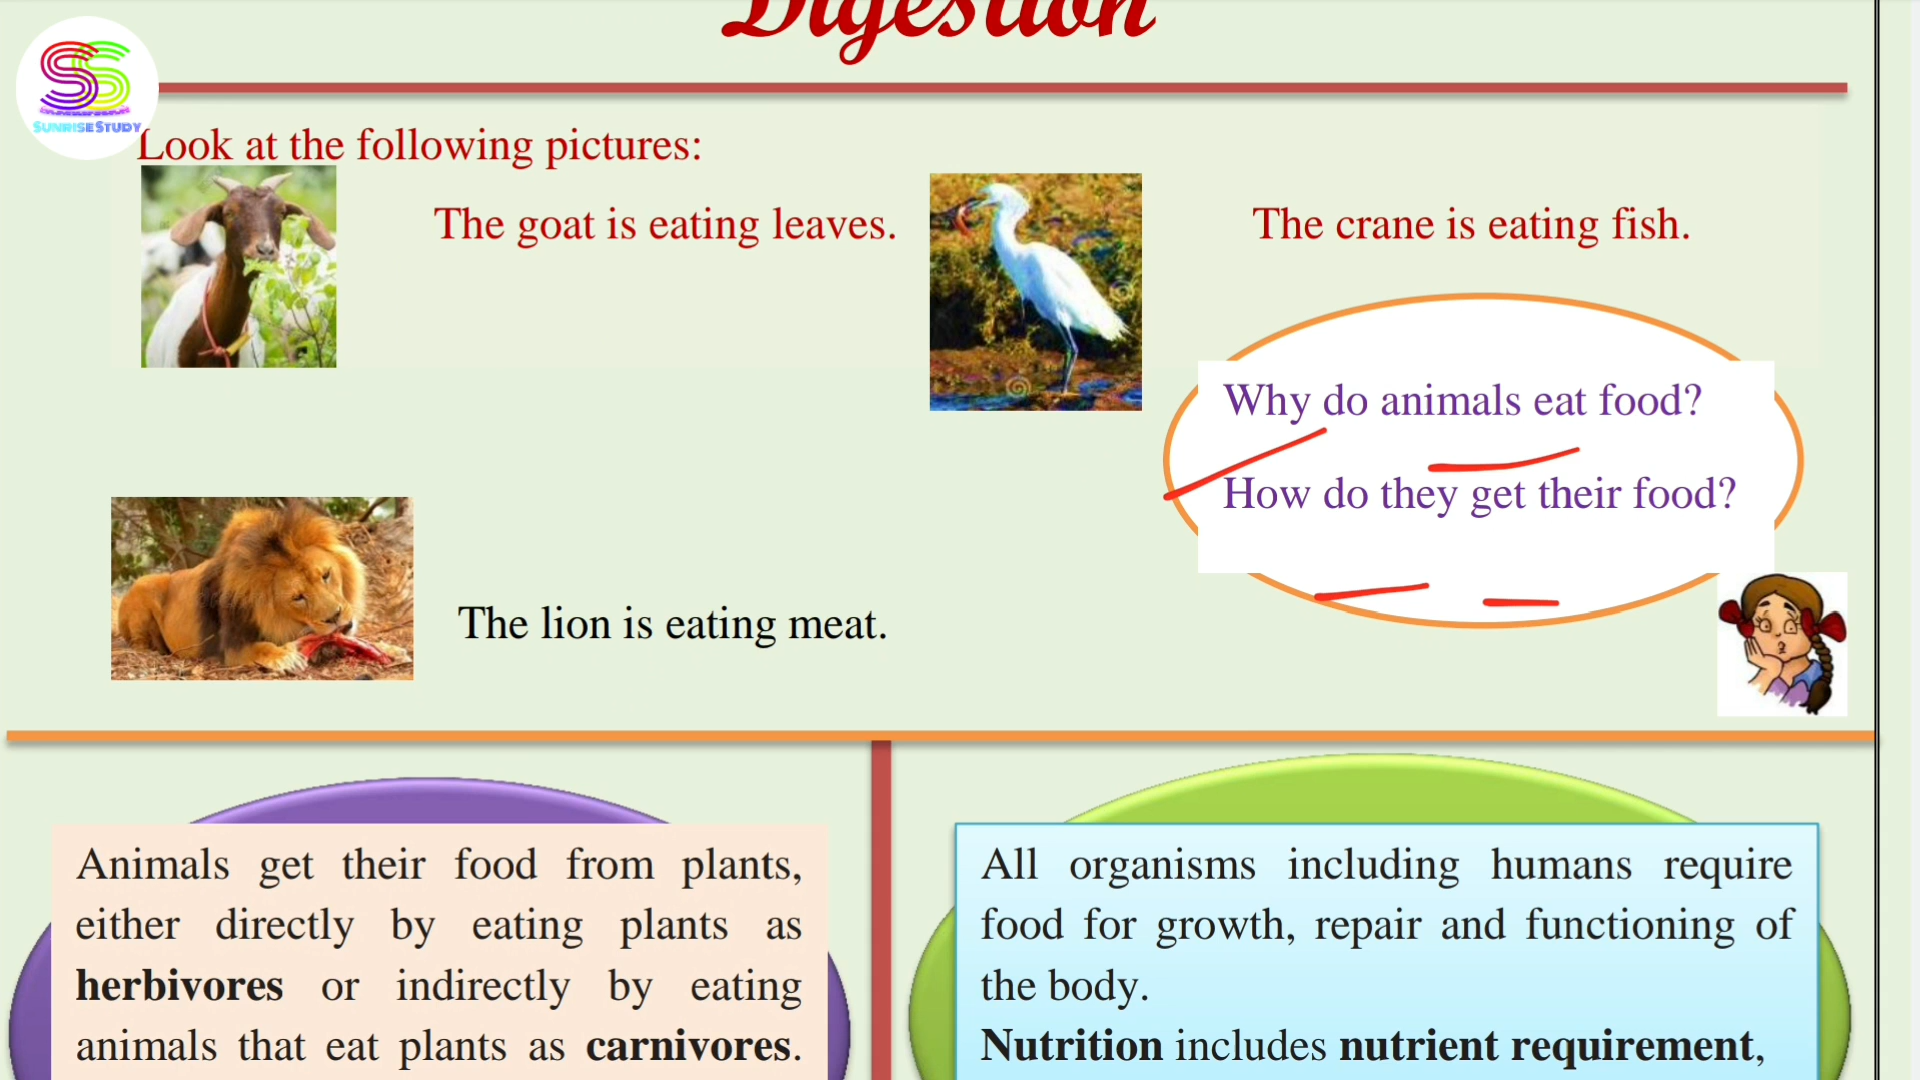 Digestion
SS
SUNRISESTUDY
Look at the following pictures:
The goat is eating leaves.
The crane is eating fish.
Why do animals eat food?
How do they get their food?
The lion is eating meat.
Animals get their food from plants,
either directly by eating plants as
herbivores or indirectly by eating
animals that eat plants as carnivores.
All organisms including humans require
food for growth, repair and functioning of
the body.
Nutrition includes nutrient requirement,